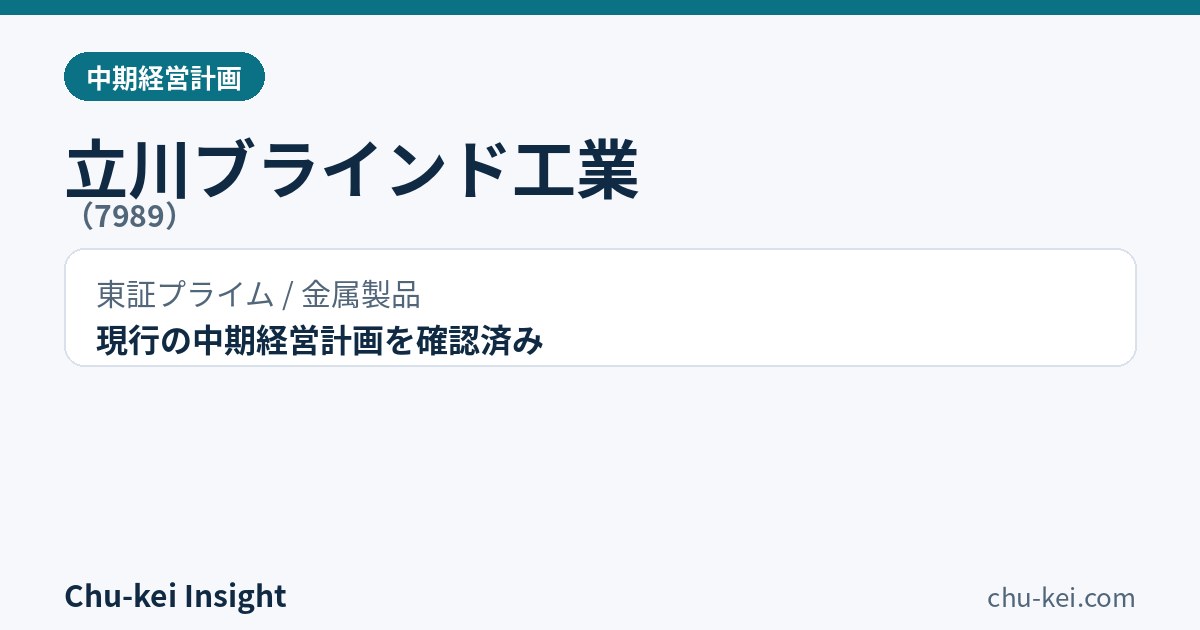 中期経営計画
立川ブラインド工業
（7989）
東証プライム / 金属製品
現行の中期経営計画を確認済み
Chu-kei Insight
chu-kei.com